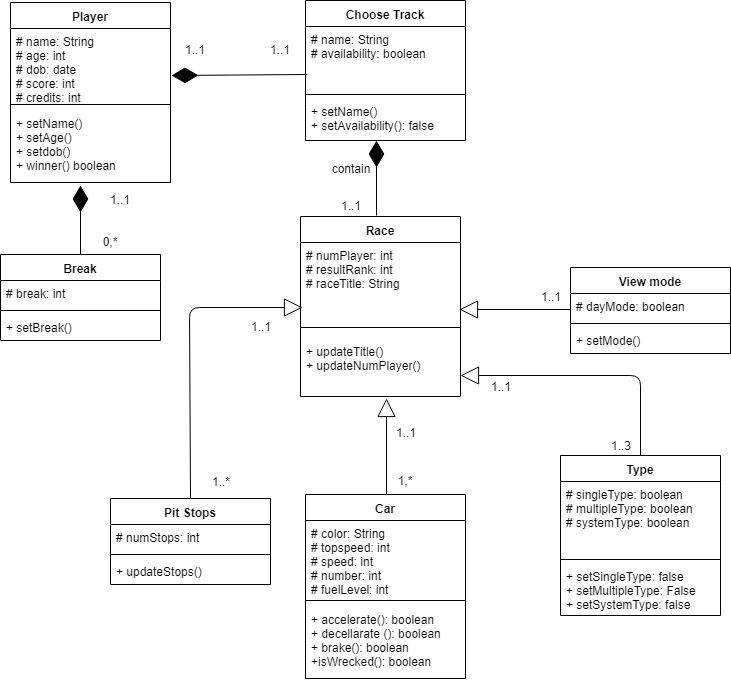 Player
# name: String
# age: int
# dob: date
# score: int
# credits: int
+ setName()
+ setAge()
+ setdob()
+ winner() boolean
1..1
1..1
Choose Track
# name: String
# availability: boolean
+ setName()
+ setAvailability(): false
contain
1..1
1..1
0,*
Break
# break: int
+ setBreak()
Race
# numPlayer: int
# resultRank: int
# raceTitle: String
+ updateTitle()
+ updateNumPlayer()
1..1
View mode
# dayMode: boolean
+ setMode()
1..1
1..1
1..3
Type
# singleType: boolean
# multipleType: boolean
# systemType: boolean
+ setSingleType: false
+ setMultipleType: False
+ setSystemType: false
1..*
Pit Stops
# numStops: int
+ updateStops()
1..1
1,*
Car
# color: String
# topspeed: int
# speed: int
# number: int
# fuelLevel: int
+ accelerate(): boolean
+ decellarate (): boolean
+ brake(): boolean
+isWrecked(): boolean